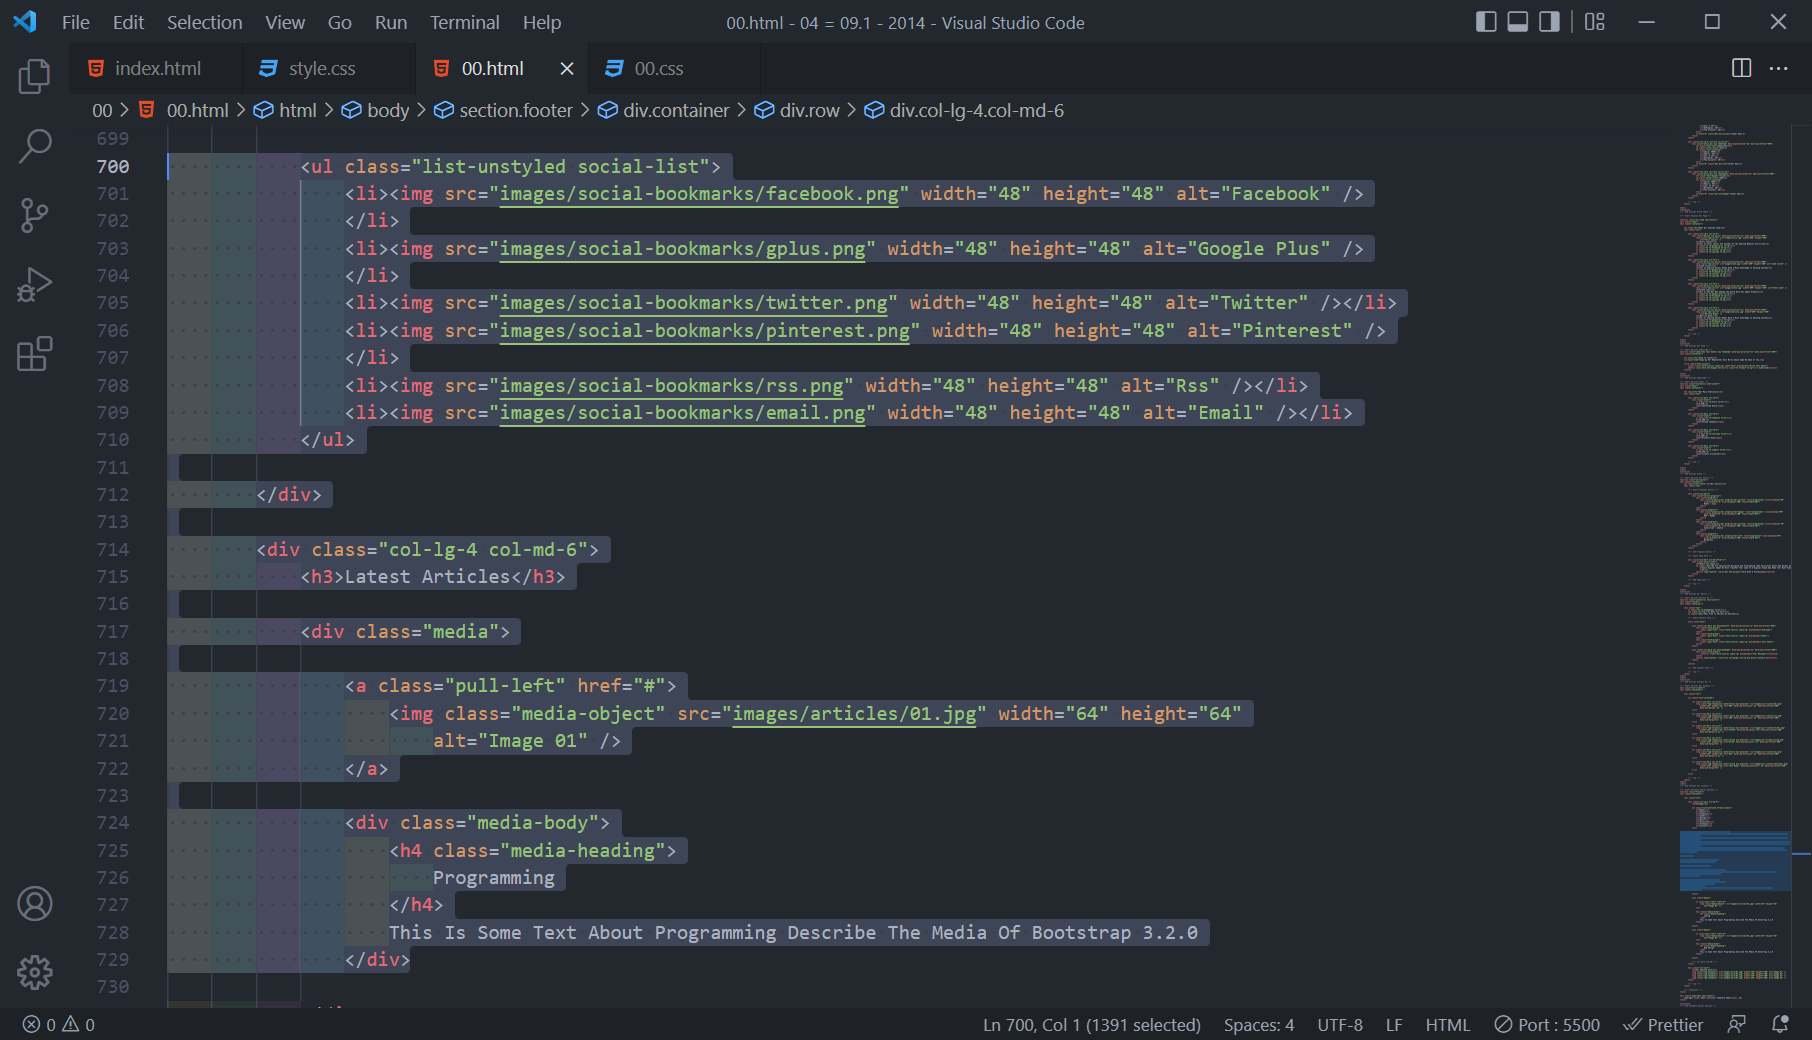 File Edit Selection View Go Run Terminal Help 00.html - 04 = 09.1 - 2014 - Visual Studio Code
index.html style.css 00.html 00.css
00 > 00.html > html > body > section.footer > div.container > div.row > div.col-lg-4.col-md-6
699
700 <ul class="list-unstyled social-list">
701 <li><img src="images/social-bookmarks/facebook.png" width="48" height="48" alt="Facebook" />
702 </li>
703 <li><img src="images/social-bookmarks/gplus.png" width="48" height="48" alt="Google Plus" />
704 </li>
705 <li><img src="images/social-bookmarks/twitter.png" width="48" height="48" alt="Twitter" /></li>
706 <li><img src="images/social-bookmarks/pinterest.png" width="48" height="48" alt="Pinterest" />
707 </li>
708 <li><img src="images/social-bookmarks/rss.png" width="48" height="48" alt="Rss" /></li>
709 <li><img src="images/social-bookmarks/email.png" width="48" height="48" alt="Email" /></li>
710 </ul>
711
712 </div>
713
714 <div class="col-lg-4 col-md-6">
715 <h3>Latest Articles</h3>
716
717 <div class="media">
718
719 <a class="pull-left" href="#">
720 <img class="media-object" src="images/articles/01.jpg" width="64" height="64"
721 alt="Image 01" />
722 </a>
723
724 <div class="media-body">
725 <h4 class="media-heading">
726 Programming
727 </h4>
728 This Is Some Text About Programming Describe The Media Of Bootstrap 3.2.0
729 </div>
730
0 0 Ln 700, Col 1 (1391 selected) Spaces: 4 UTF-8 LF HTML Port : 5500 Prettier